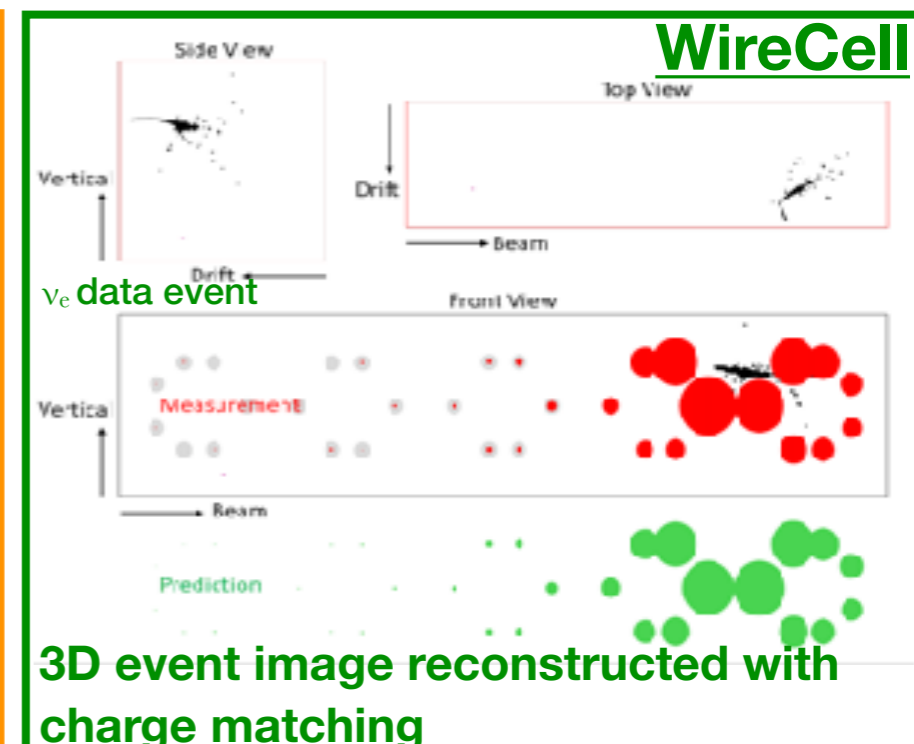 WireCell
Side View
Top View
Vertical
Drift
Beam
Drift
νe data event
Front View
Vertical
Measurement
Beam
Prediction
3D event image reconstructed with
charge matching